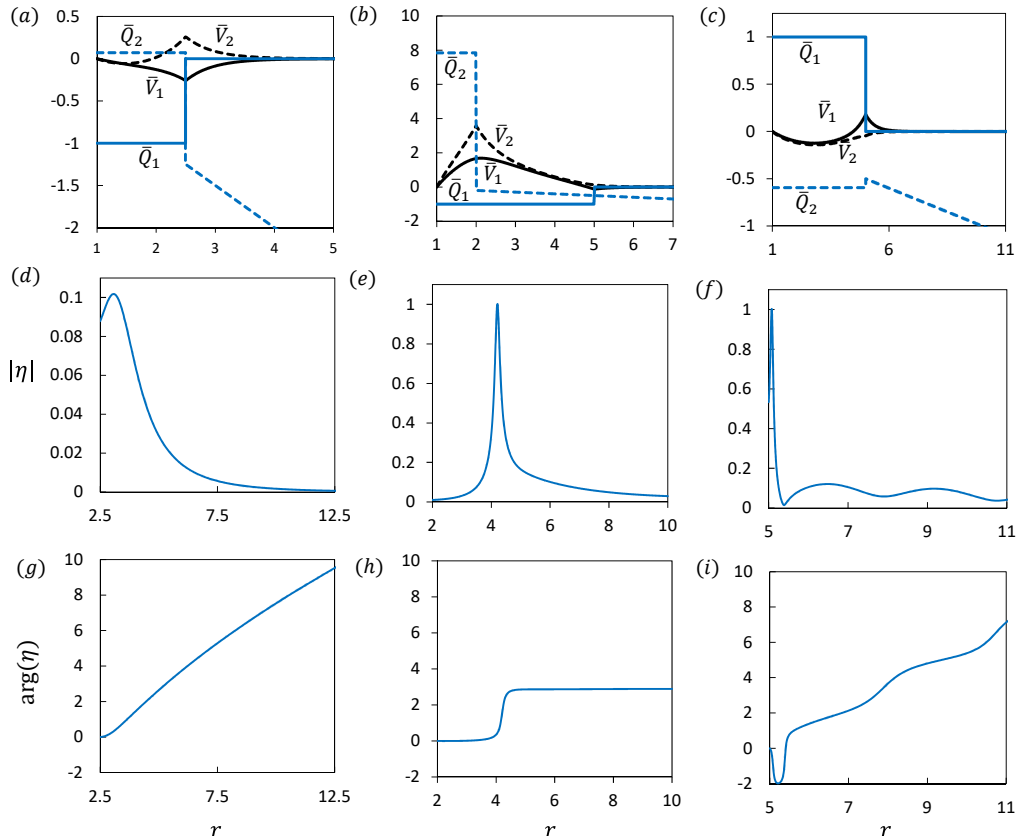 (a) (b) (c)
0.5 0 -0.5 -1 -1.5 -2
Q̄₂ V̄₂ V̄₁ Q̄₁
1 2 3 4 5
10 8 6 4 2 0 -2
Q̄₂ V̄₂ V̄₁ Q̄₁
1 2 3 4 5 6 7
1 0.5 0 -0.5 -1
Q̄₁ V̄₁ V₂ Q̄₂
1 6 11
(d) (e) (f)
|η|
0.1 0.08 0.06 0.04 0.02 0
2.5 7.5 12.5
1 0.8 0.6 0.4 0.2 0
2 4 6 8 10
1 0.8 0.6 0.4 0.2 0
5 7 9 11
(g) (h) (i)
arg(η)
10 8 6 4 2 0 -2
2.5 7.5 12.5
10 8 6 4 2 0 -2
2 4 6 8 10
10 8 6 4 2 0 -2
5 7 9 11
r r r